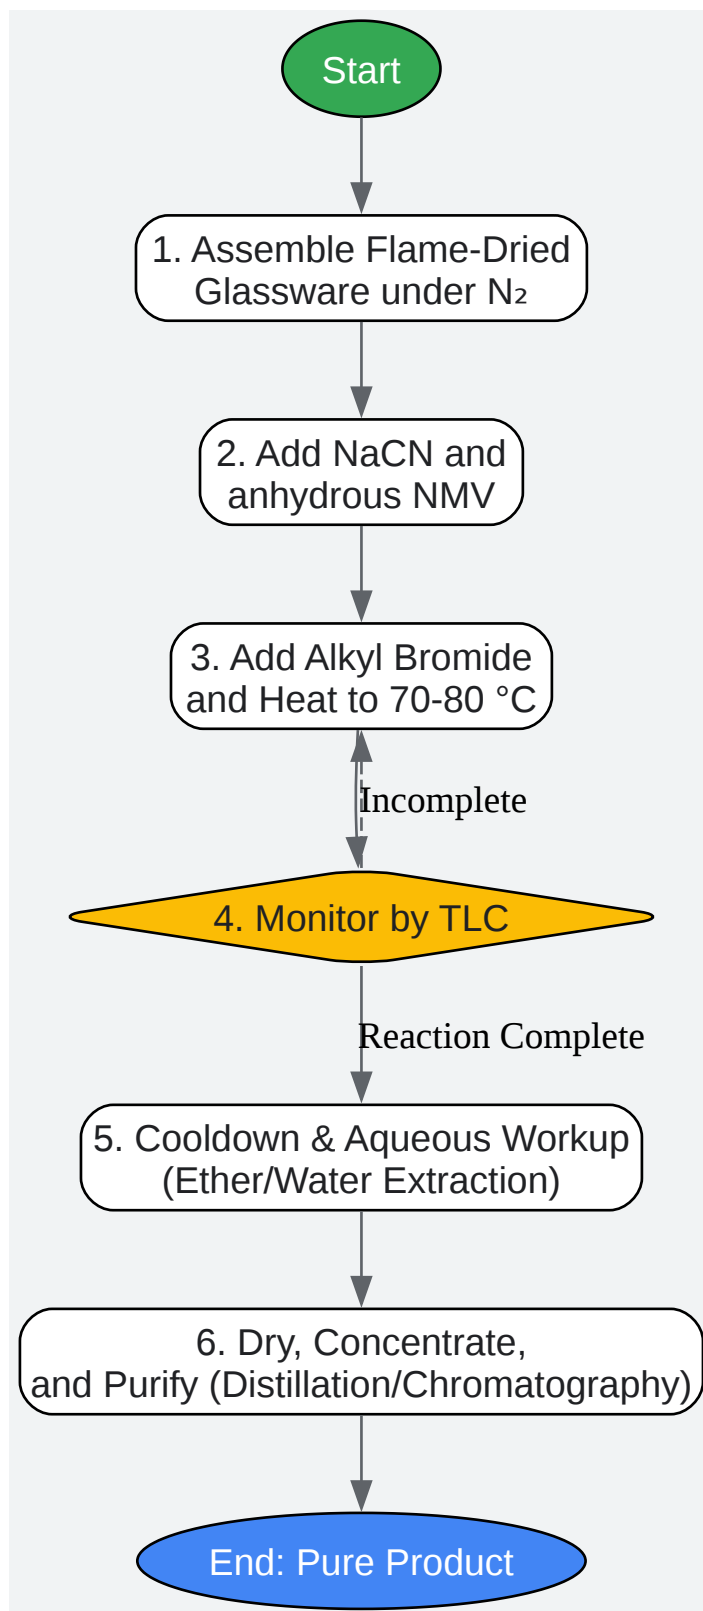 Start
1. Assemble Flame-Dried
Glassware under N₂
2. Add NaCN and
anhydrous NMV
3. Add Alkyl Bromide
and Heat to 70-80 °C
Incomplete
4. Monitor by TLC
Reaction Complete
5. Cooldown & Aqueous Workup
(Ether/Water Extraction)
6. Dry, Concentrate,
and Purify (Distillation/Chromatography)
End: Pure Product